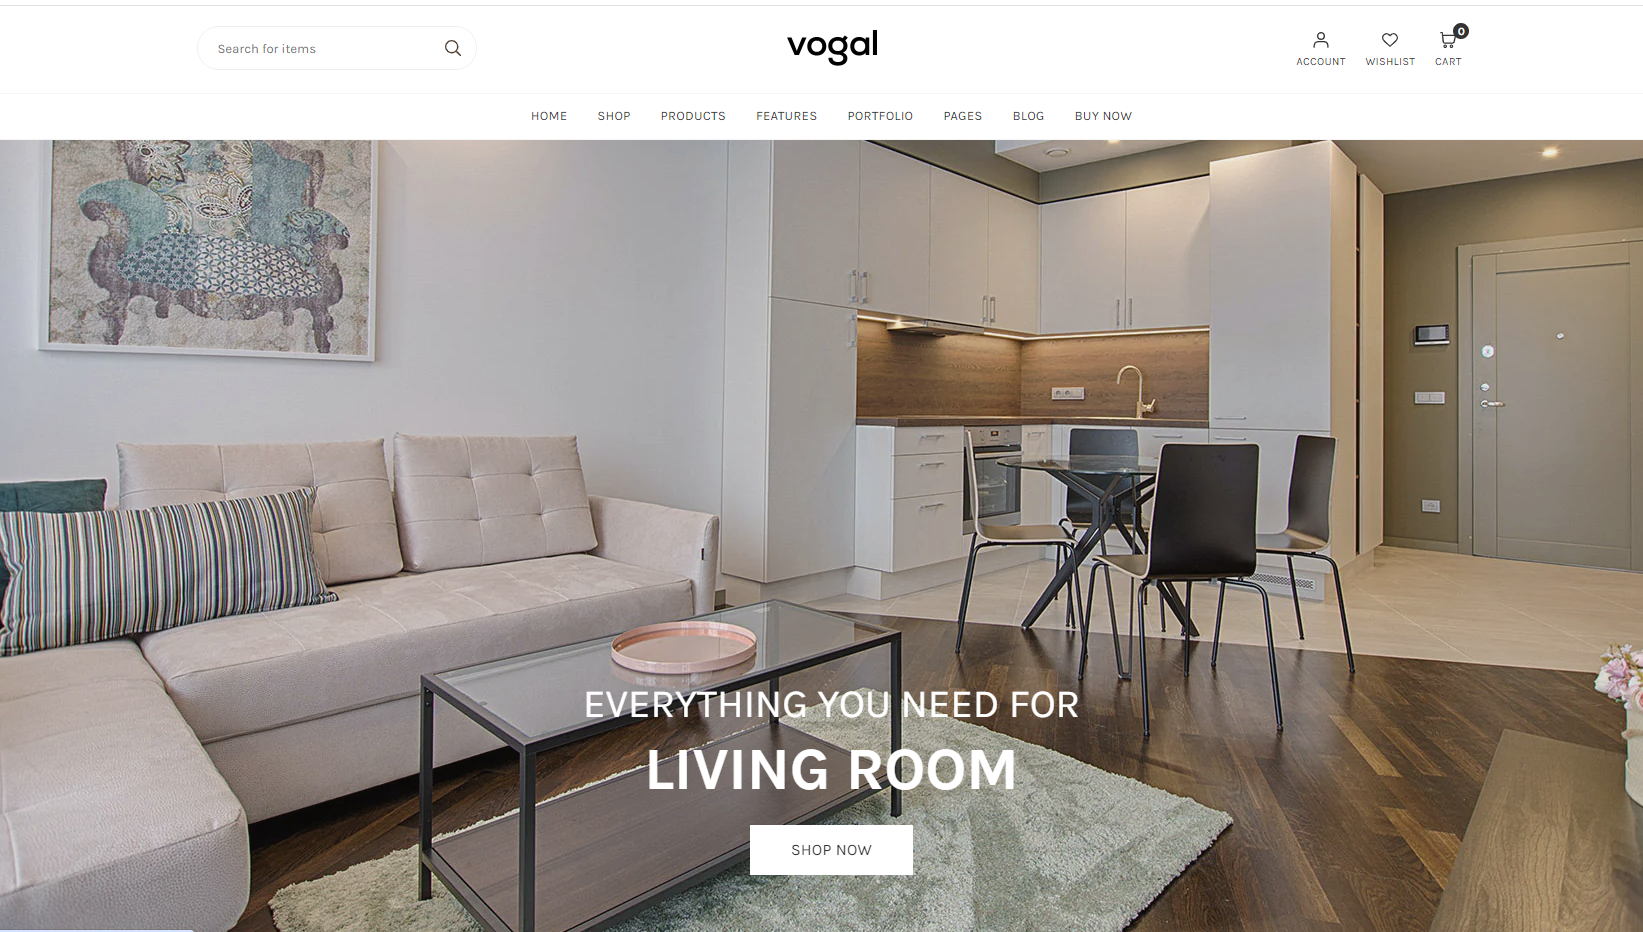 Search for items
vogal
ACCOUNT
WISHLIST
0
CART
HOME SHOP PRODUCTS FEATURES PORTFOLIO PAGES BLOG BUY NOW
EVERYTHING YOU NEED FOR
LIVING ROOM
SHOP NOW